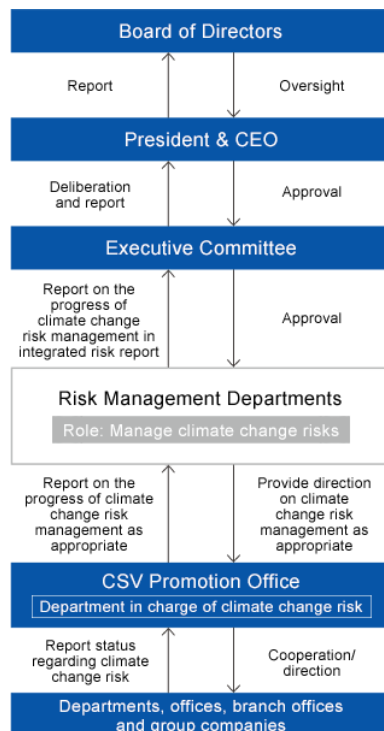 Board of Directors
Report
Oversight
President & CEO
Deliberation
and report
Approval
Executive Committee
Report on the
progress of
climate change
risk management in
integrated risk report
Approval
Risk Management Departments
Role: Manage climate change risks
Report on the
progress of climate
change risk
management as
appropriate
Provide direction
on climate
change risk
management as
appropriate
CSV Promotion Office
Department in charge of climate change risk
Report status
regarding climate
change risk
Cooperation/
direction
Departments, offices, branch offices
and group companies